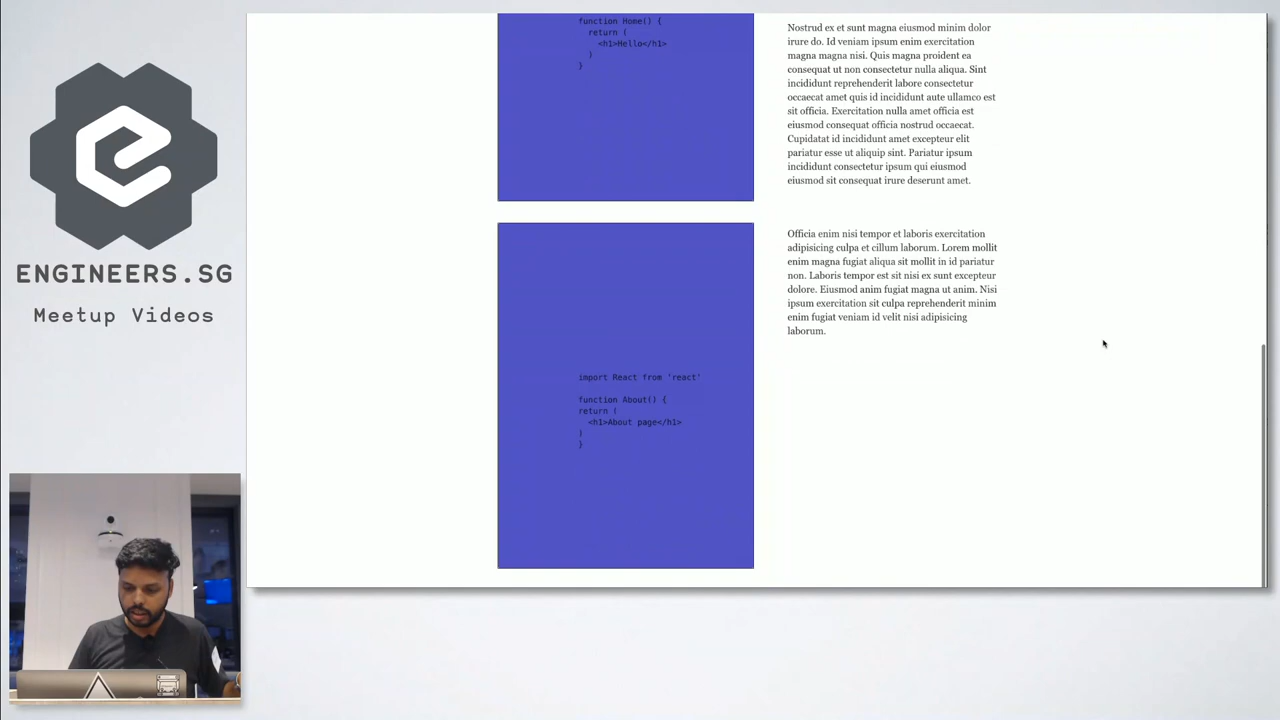 ENGINEERS.SG
Meetup Videos
function Home() {
return (
<h1>Hello</h1>
)
}
Nostrud ex et sunt magna eiusmod minim dolor
irure do. Id veniam ipsum enim exercitation
magna magna nisi. Quis magna proident ea
consequat ut non consectetur nulla aliqua. Sint
incididunt reprehenderit labore consectetur
occaecat amet quis id incididunt aute ullamco est
sit officia. Exercitation nulla amet officia est
eiusmod consequat officia nostrud occaecat.
Cupidatat id incididunt amet excepteur elit
pariatur esse ut aliquip sint. Pariatur ipsum
incididunt consectetur ipsum qui eiusmod
eiusmod sit consequat irure deserunt amet.
import React from 'react'
function About() {
return (
<h1>About page</h1>
)
}
Officia enim nisi tempor et laboris exercitation
adipisicing culpa et cillum laborum. Lorem mollit
enim magna fugiat aliqua sit mollit in id pariatur
non. Laboris tempor est sit nisi ex sunt excepteur
dolore. Eiusmod anim fugiat magna ut anim. Nisi
ipsum exercitation sit culpa reprehenderit minim
enim fugiat veniam id velit nisi adipisicing
laborum.